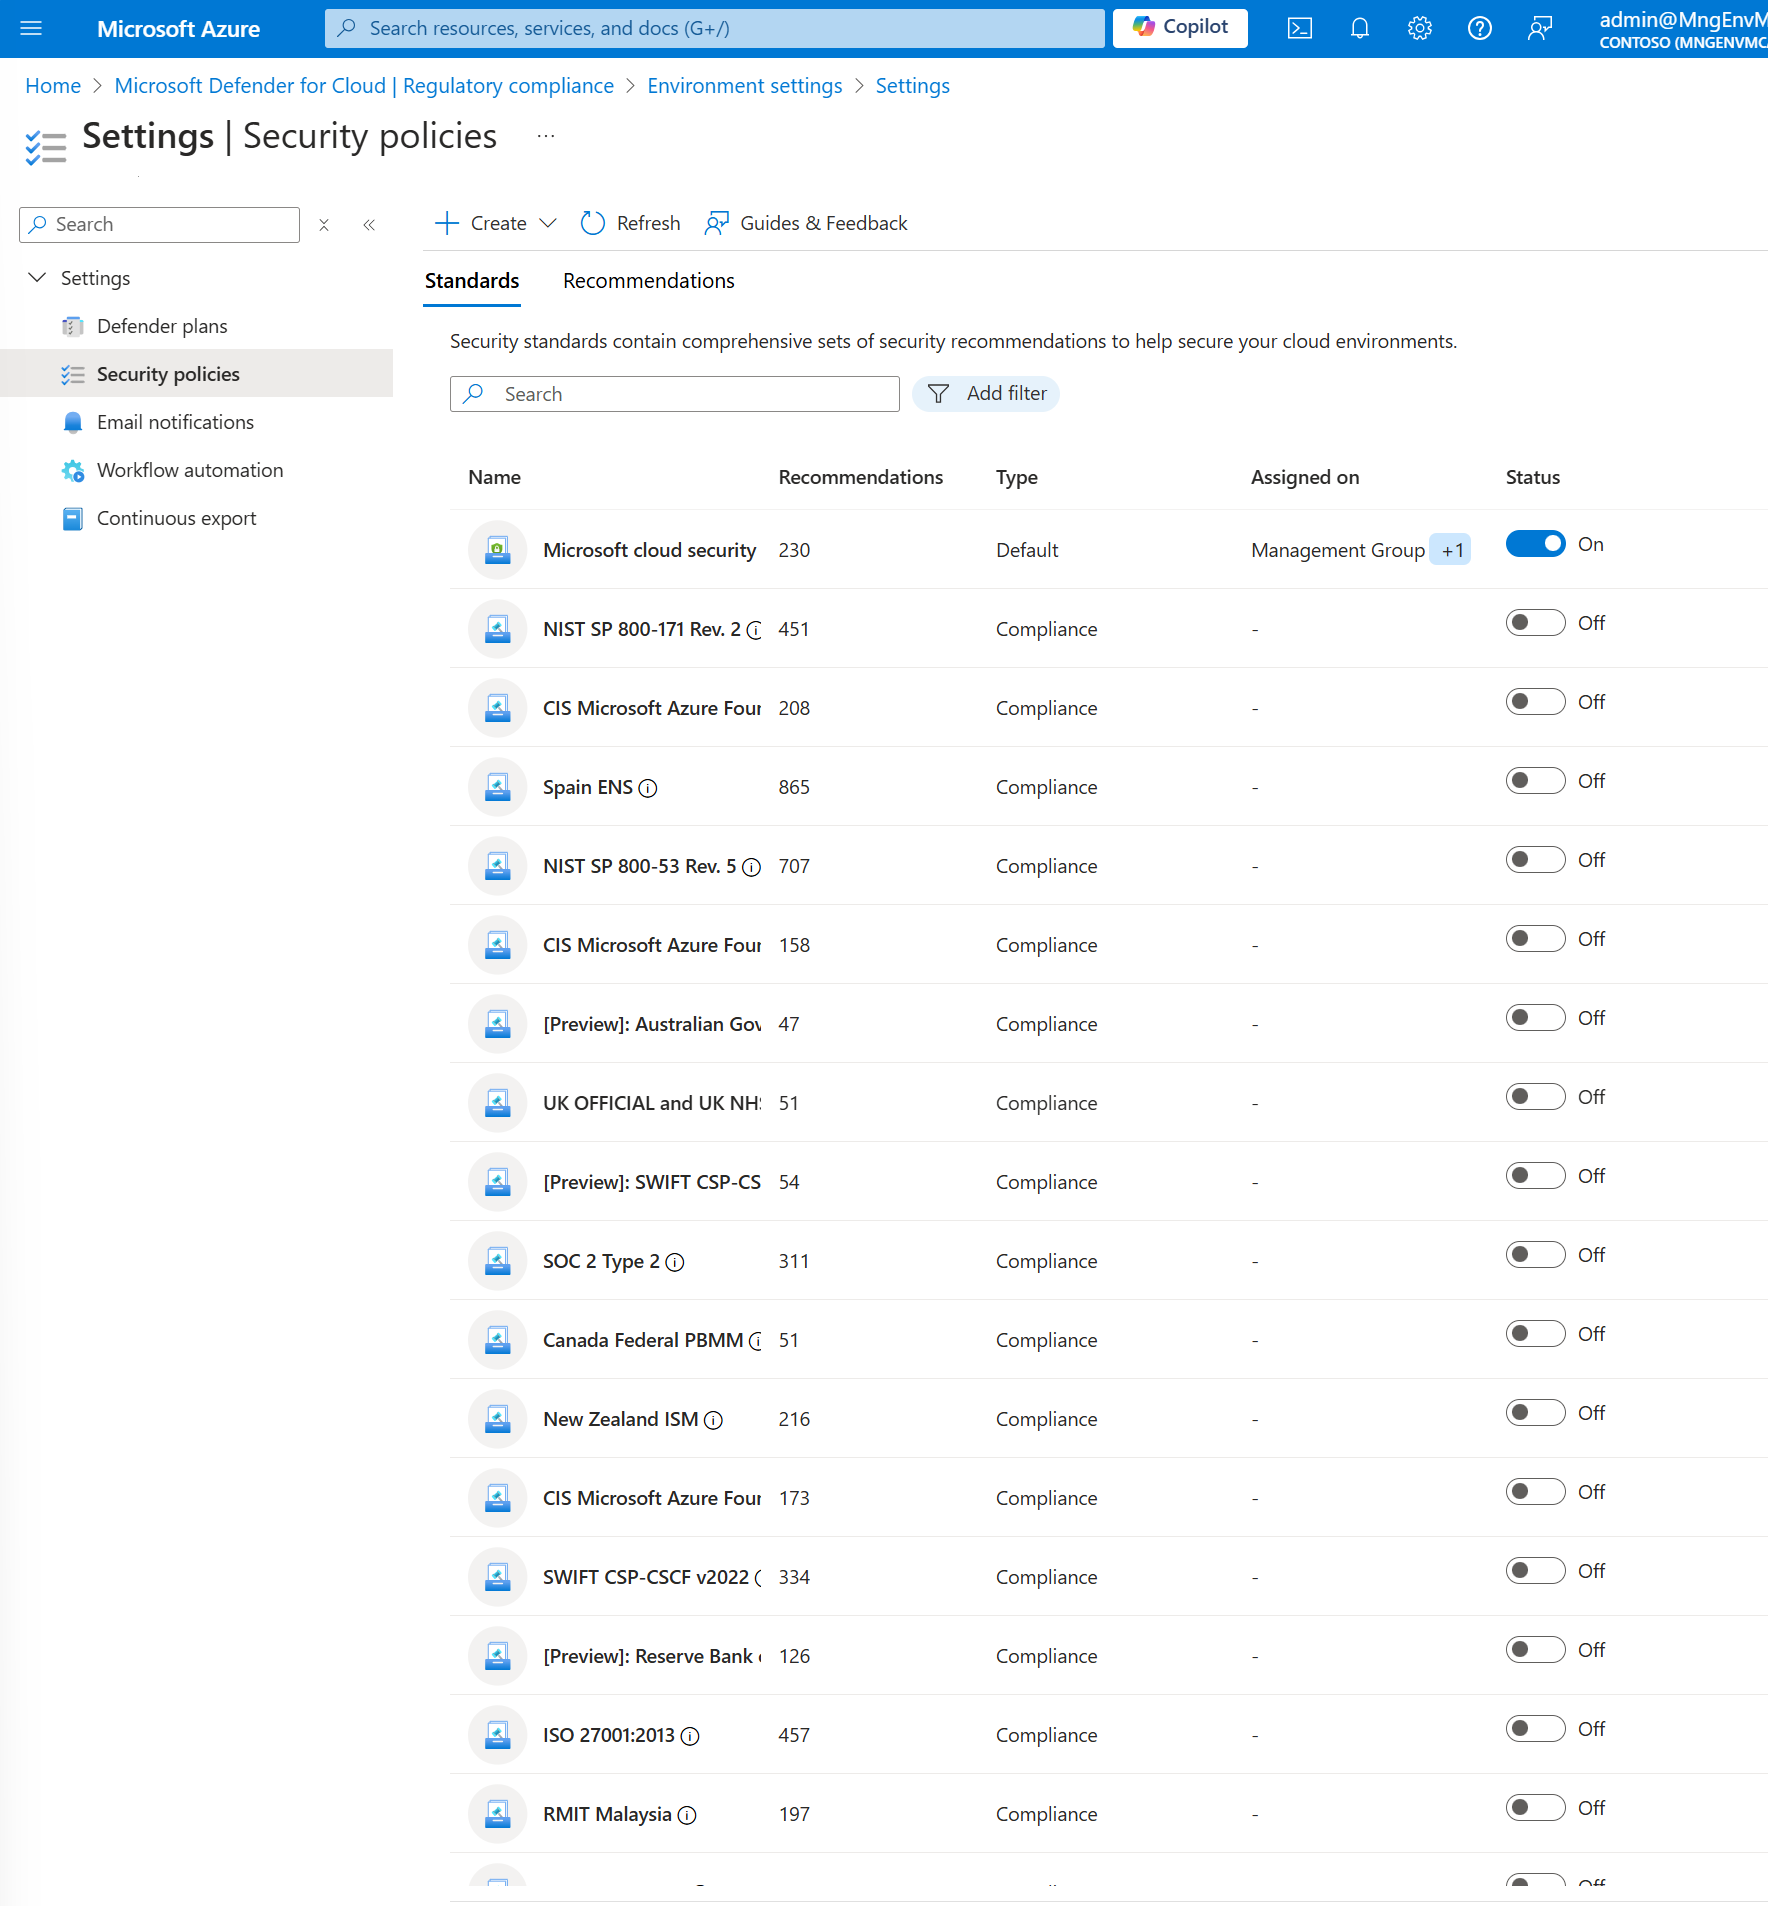 Microsoft Azure
Search resources, services, and docs (G+/)
Copilot
admin@MngEnvM
CONTOSO (MNGENVMCA
Home > Microsoft Defender for Cloud | Regulatory compliance > Environment settings > Settings
Settings | Security policies ...
Search
Create
Refresh
Guides & Feedback
Settings
Defender plans
Security policies
Email notifications
Workflow automation
Continuous export
Standards
Recommendations
Security standards contain comprehensive sets of security recommendations to help secure your cloud environments.
Search
Add filter
Name Recommendations Type Assigned on Status
Microsoft cloud security 230 Default Management Group +1 On
NIST SP 800-171 Rev. 2 451 Compliance - Off
CIS Microsoft Azure Four 208 Compliance - Off
Spain ENS 865 Compliance - Off
NIST SP 800-53 Rev. 5 707 Compliance - Off
CIS Microsoft Azure Four 158 Compliance - Off
[Preview]: Australian Gov 47 Compliance - Off
UK OFFICIAL and UK NHS 51 Compliance - Off
[Preview]: SWIFT CSP-CS 54 Compliance - Off
SOC 2 Type 2 311 Compliance - Off
Canada Federal PBMM 51 Compliance - Off
New Zealand ISM 216 Compliance - Off
CIS Microsoft Azure Four 173 Compliance - Off
SWIFT CSP-CSCF v2022 334 Compliance - Off
[Preview]: Reserve Bank 126 Compliance - Off
ISO 27001:2013 457 Compliance - Off
RMIT Malaysia 197 Compliance - Off